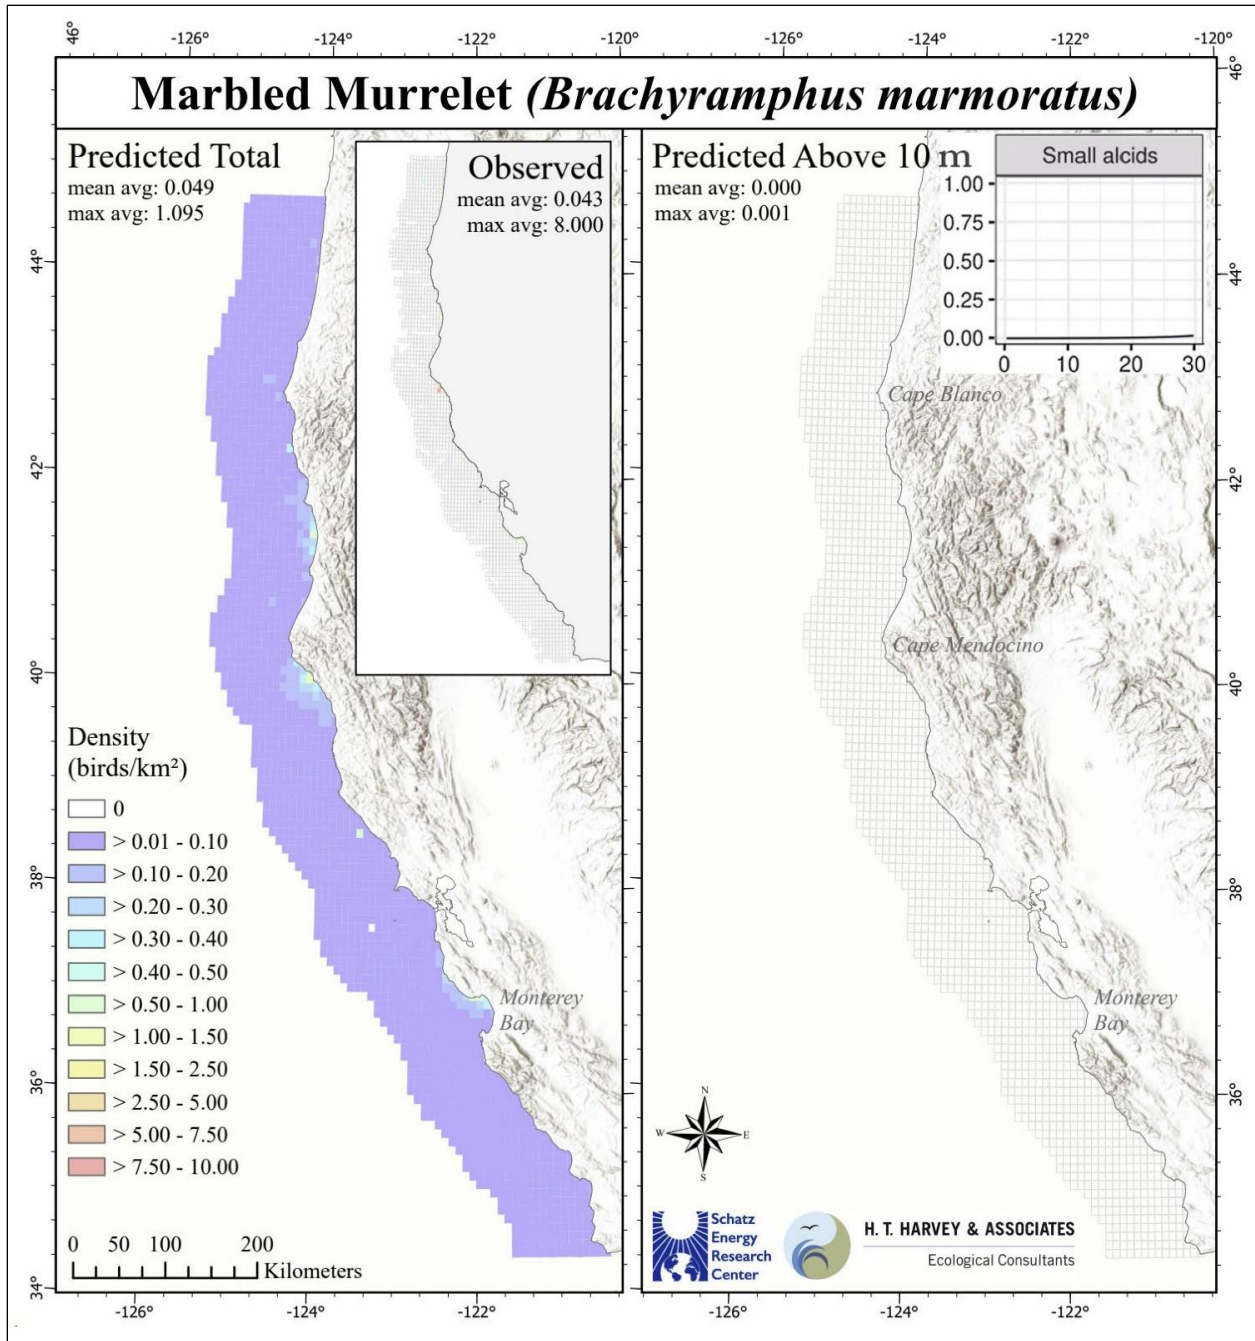 46° -126° -124° -122° -120° -126° -124° -122° -120° 46°
Marbled Murrelet (Brachyramphus marmoratus)
Predicted Total
mean avg: 0.049
max avg: 1.095
Observed
mean avg: 0.043
max avg: 8.000
Predicted Above 10 m
mean avg: 0.000
max avg: 0.001
Small alcids
1.00
0.75
0.50
0.25
0.00
0 10 20 30
44°
42°
40°
38°
36°
34°
44°
42°
40°
38°
36°
Cape Blanco
Cape Mendocino
Monterey
Bay
Monterey
Bay
Density
(birds/km²)
0
> 0.01 - 0.10
> 0.10 - 0.20
> 0.20 - 0.30
> 0.30 - 0.40
> 0.40 - 0.50
> 0.50 - 1.00
> 1.00 - 1.50
> 1.50 - 2.50
> 2.50 - 5.00
> 5.00 - 7.50
> 7.50 - 10.00
0 50 100 200
Kilometers
N
W E
S
Schatz
Energy
Research
Center
H. T. HARVEY & ASSOCIATES
Ecological Consultants
-126° -124° -122° -126° -124° -122°